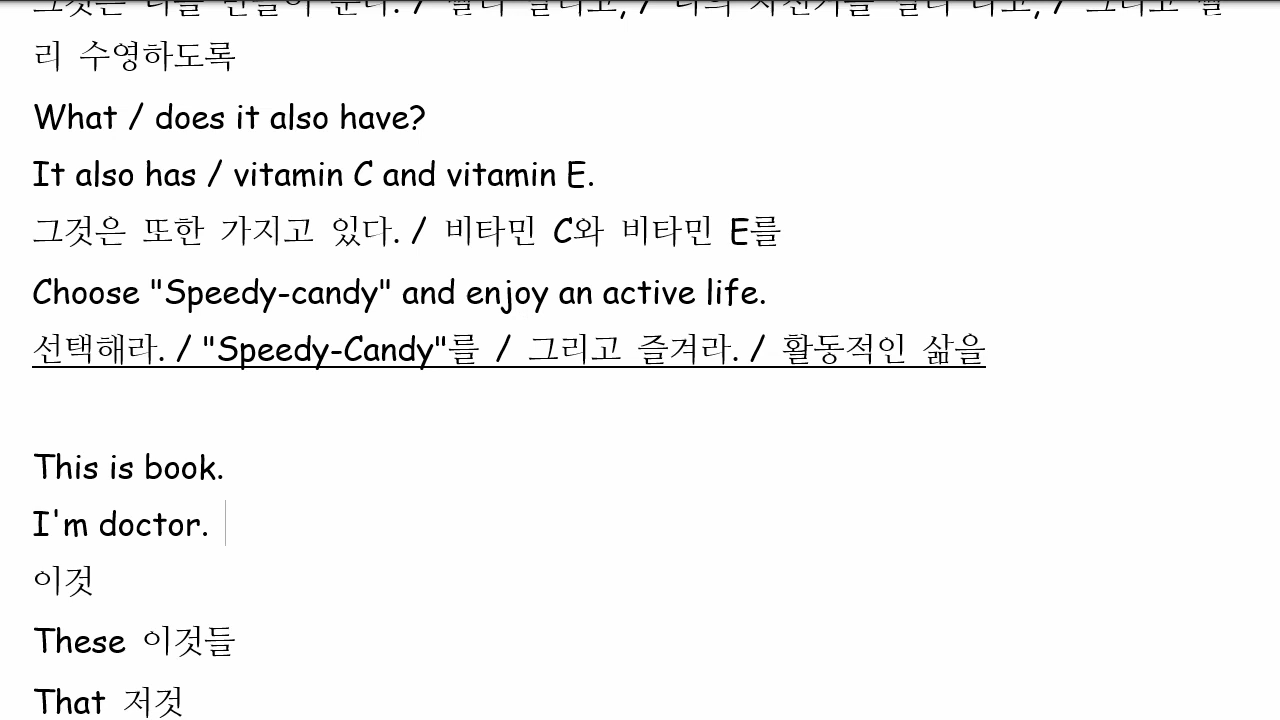 리 수영하도록
What / does it also have?
It also has / vitamin C and vitamin E.
그것은 또한 가지고 있다. / 비타민 C와 비타민 E를
Choose "Speedy-candy" and enjoy an active life.
선택해라. / "Speedy-Candy"를 / 그리고 즐겨라. / 활동적인 삶을
This is book.
I'm doctor.
이것
These 이것들
That 저것